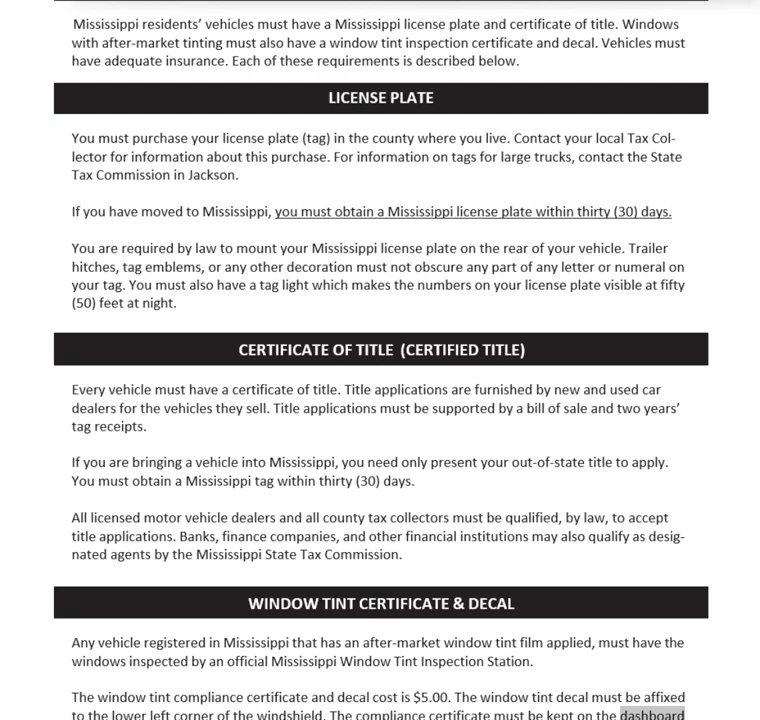 Mississippi residents’ vehicles must have a Mississippi license plate and certificate of title. Windows
with after-market tinting must also have a window tint inspection certificate and decal. Vehicles must
have adequate insurance. Each of these requirements is described below.
LICENSE PLATE
You must purchase your license plate (tag) in the county where you live. Contact your local Tax Col-
lector for information about this purchase. For information on tags for large trucks, contact the State
Tax Commission in Jackson.
If you have moved to Mississippi, you must obtain a Mississippi license plate within thirty (30) days.
You are required by law to mount your Mississippi license plate on the rear of your vehicle. Trailer
hitches, tag emblems, or any other decoration must not obscure any part of any letter or numeral on
your tag. You must also have a tag light which makes the numbers on your license plate visible at fifty
(50) feet at night.
CERTIFICATE OF TITLE (CERTIFIED TITLE)
Every vehicle must have a certificate of title. Title applications are furnished by new and used car
dealers for the vehicles they sell. Title applications must be supported by a bill of sale and two years’
tag receipts.
If you are bringing a vehicle into Mississippi, you need only present your out-of-state title to apply.
You must obtain a Mississippi tag within thirty (30) days.
All licensed motor vehicle dealers and all county tax collectors must be qualified, by law, to accept
title applications. Banks, finance companies, and other financial institutions may also qualify as desig-
nated agents by the Mississippi State Tax Commission.
WINDOW TINT CERTIFICATE & DECAL
Any vehicle registered in Mississippi that has an after-market window tint film applied, must have the
windows inspected by an official Mississippi Window Tint Inspection Station.
The window tint compliance certificate and decal cost is $5.00. The window tint decal must be affixed
to the lower left corner of the windshield. The compliance certificate must be kept on the dashboard